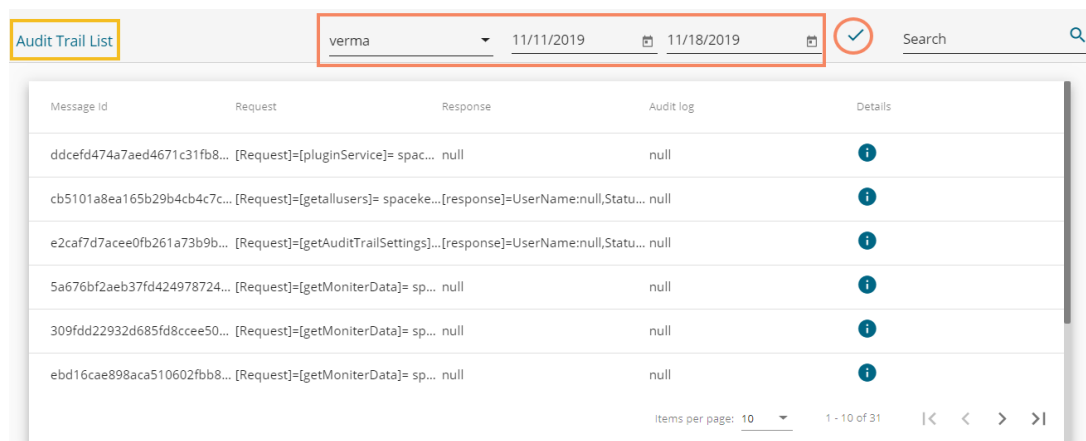 Audit Trail List verma 11/11/2019 11/18/2019 Search
Message Id Request Response Audit log Details
ddcefd474a7aed4671c31fb8... [Request]=[pluginService]= spac... null null
cb5101a8ea165b29b4cb4c7c... [Request]=[getallusers]= spaceke... [response]=UserName:null,Statu... null
e2caf7d7acee0fb261a73b9b... [Request]=[getAuditTrailSettings]... [response]=UserName:null,Statu... null
5a676bf2aeb37fd424978724... [Request]=[getMoniterData]= sp... null null
309fdd22932d685fd8ccee50... [Request]=[getMoniterData]= sp... null null
ebd16cae898aca510602fbb8... [Request]=[getMoniterData]= sp... null null
Items per page: 10 1 - 10 of 31